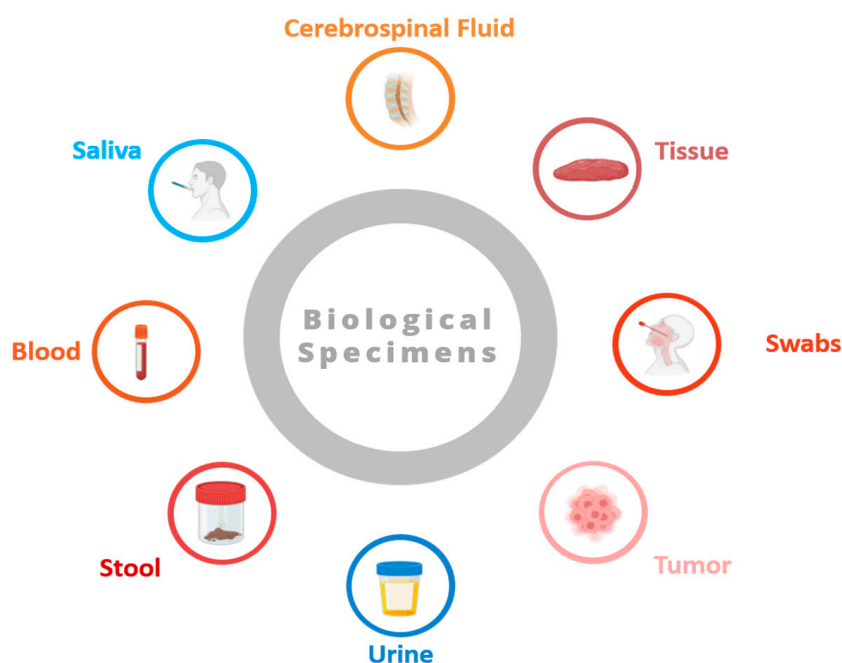 Cerebrospinal Fluid
Saliva
Tissue
Biological
Specimens
Blood
Swabs
Stool
Tumor
Urine